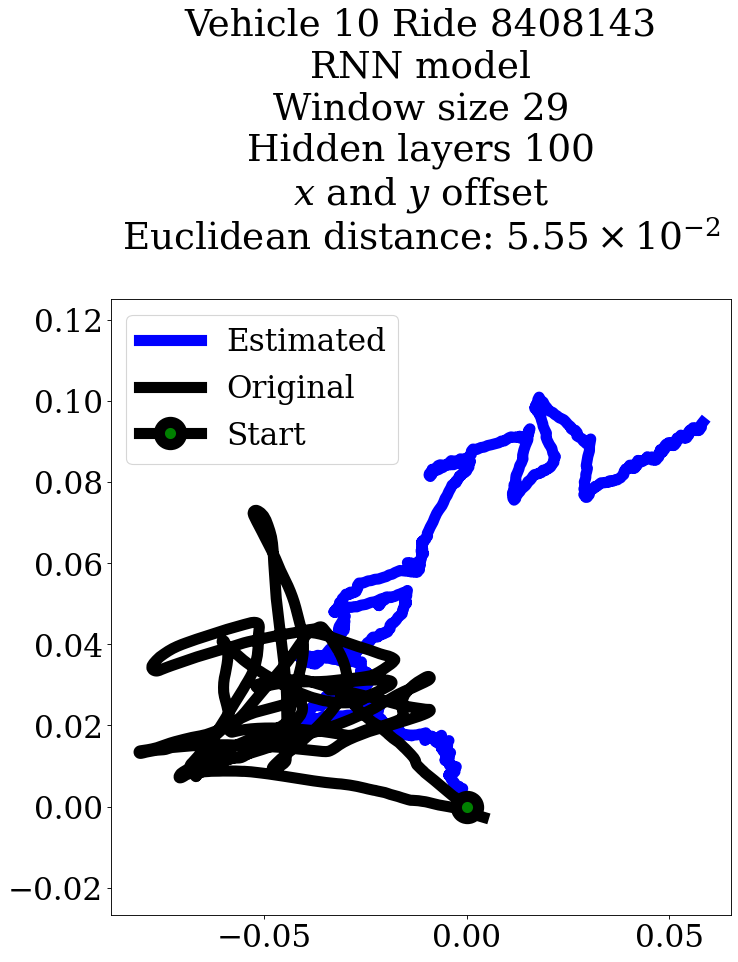 Vehicle 10 Ride 8408143
RNN model
Window size 29
Hidden layers 100
x and y offset
Euclidean distance: 5.55 × 10⁻²
Estimated
Original
Start
0.12
0.10
0.08
0.06
0.04
0.02
0.00
−0.02
−0.05 0.00 0.05